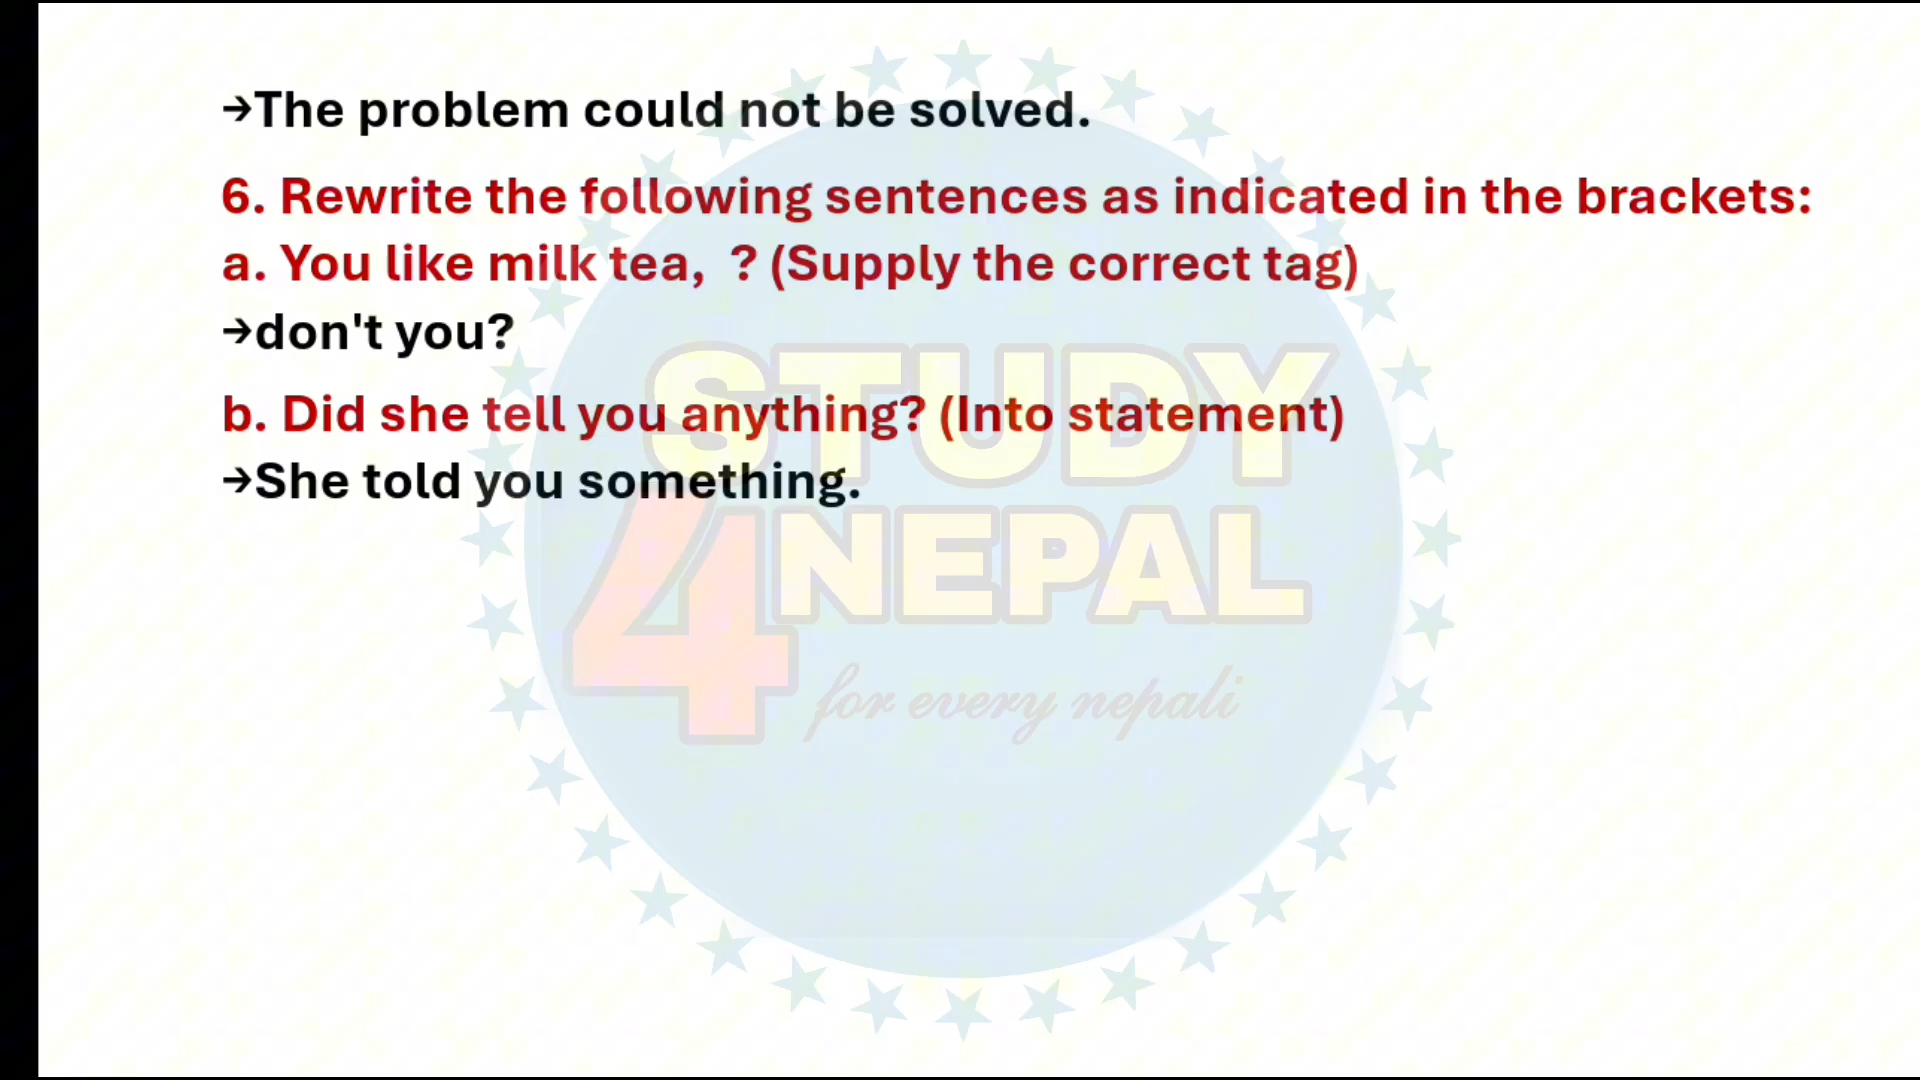 →The problem could not be solved.
6. Rewrite the following sentences as indicated in the brackets:
a. You like milk tea,  ? (Supply the correct tag)
→don't you?
b. Did she tell you anything? (Into statement)
→She told you something.
STUDY
4 NEPAL
for every nepali